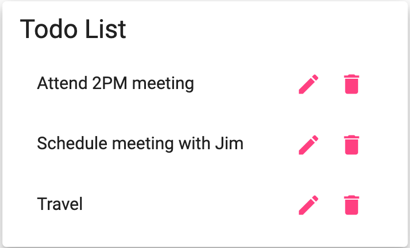 Todo List
Attend 2PM meeting
Schedule meeting with Jim
Travel